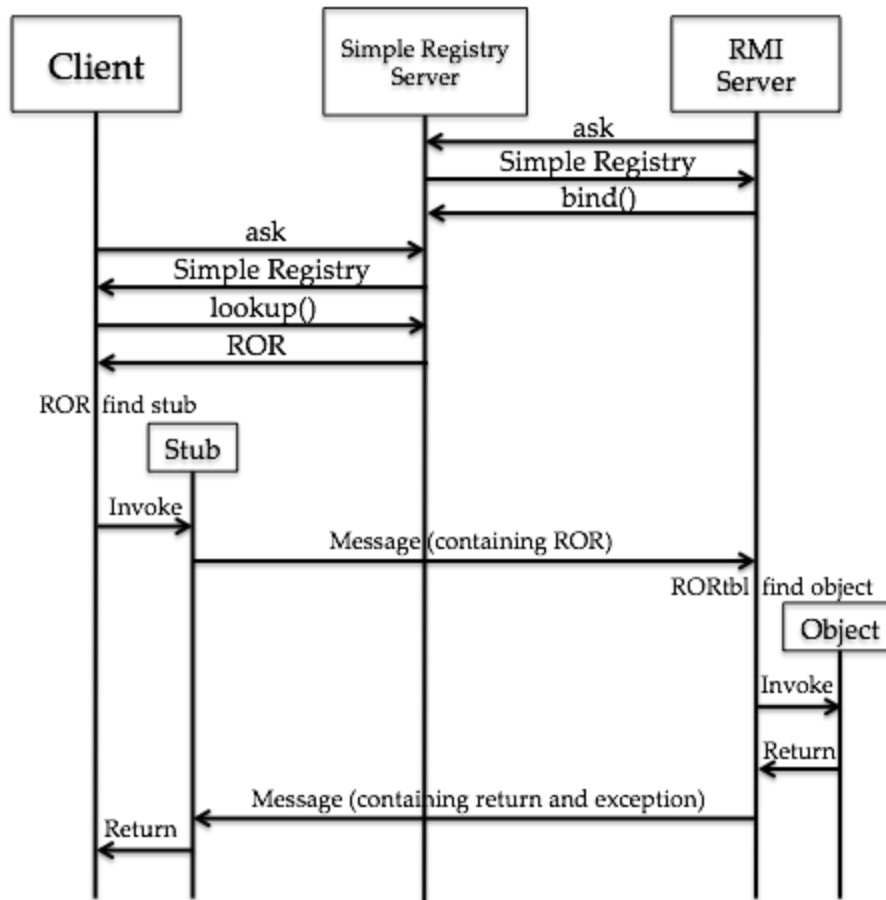 Client
Simple Registry
Server
RMI
Server
ask
Simple Registry
bind()
ask
Simple Registry
lookup()
ROR
ROR find stub
Stub
Invoke
Message (containing ROR)
RORtbl find object
Object
Invoke
Return
Message (containing return and exception)
Return